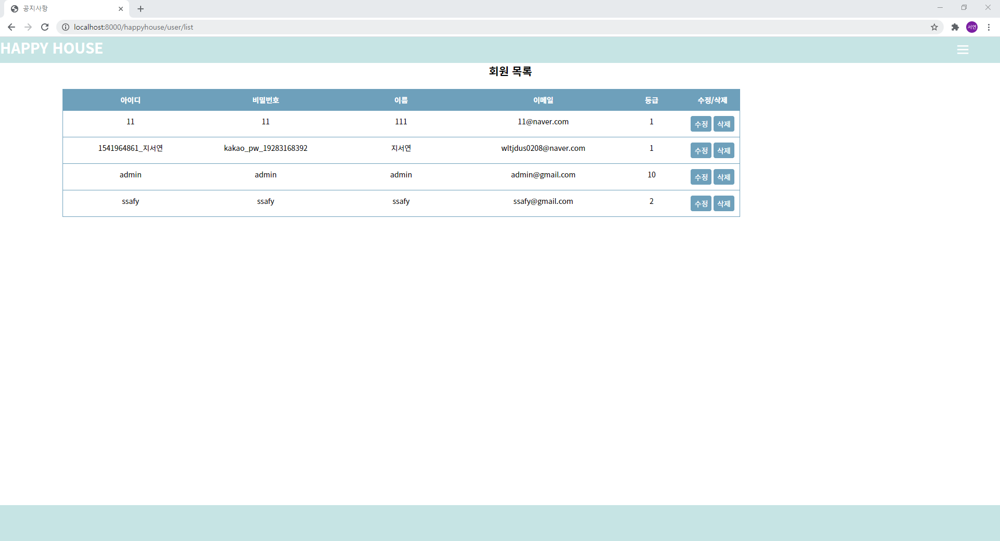 공지사항
localhost:8000/happyhouse/user/list
서연
HAPPY HOUSE
회원 목록
아이디 비밀번호 이름 이메일 등급 수정/삭제
11 11 111 11@naver.com 1 수정 삭제
1541964861_지서연 kakao_pw_19283168392 지서연 wltjdus0208@naver.com 1 수정 삭제
admin admin admin admin@gmail.com 10 수정 삭제
ssafy ssafy ssafy ssafy@gmail.com 2 수정 삭제